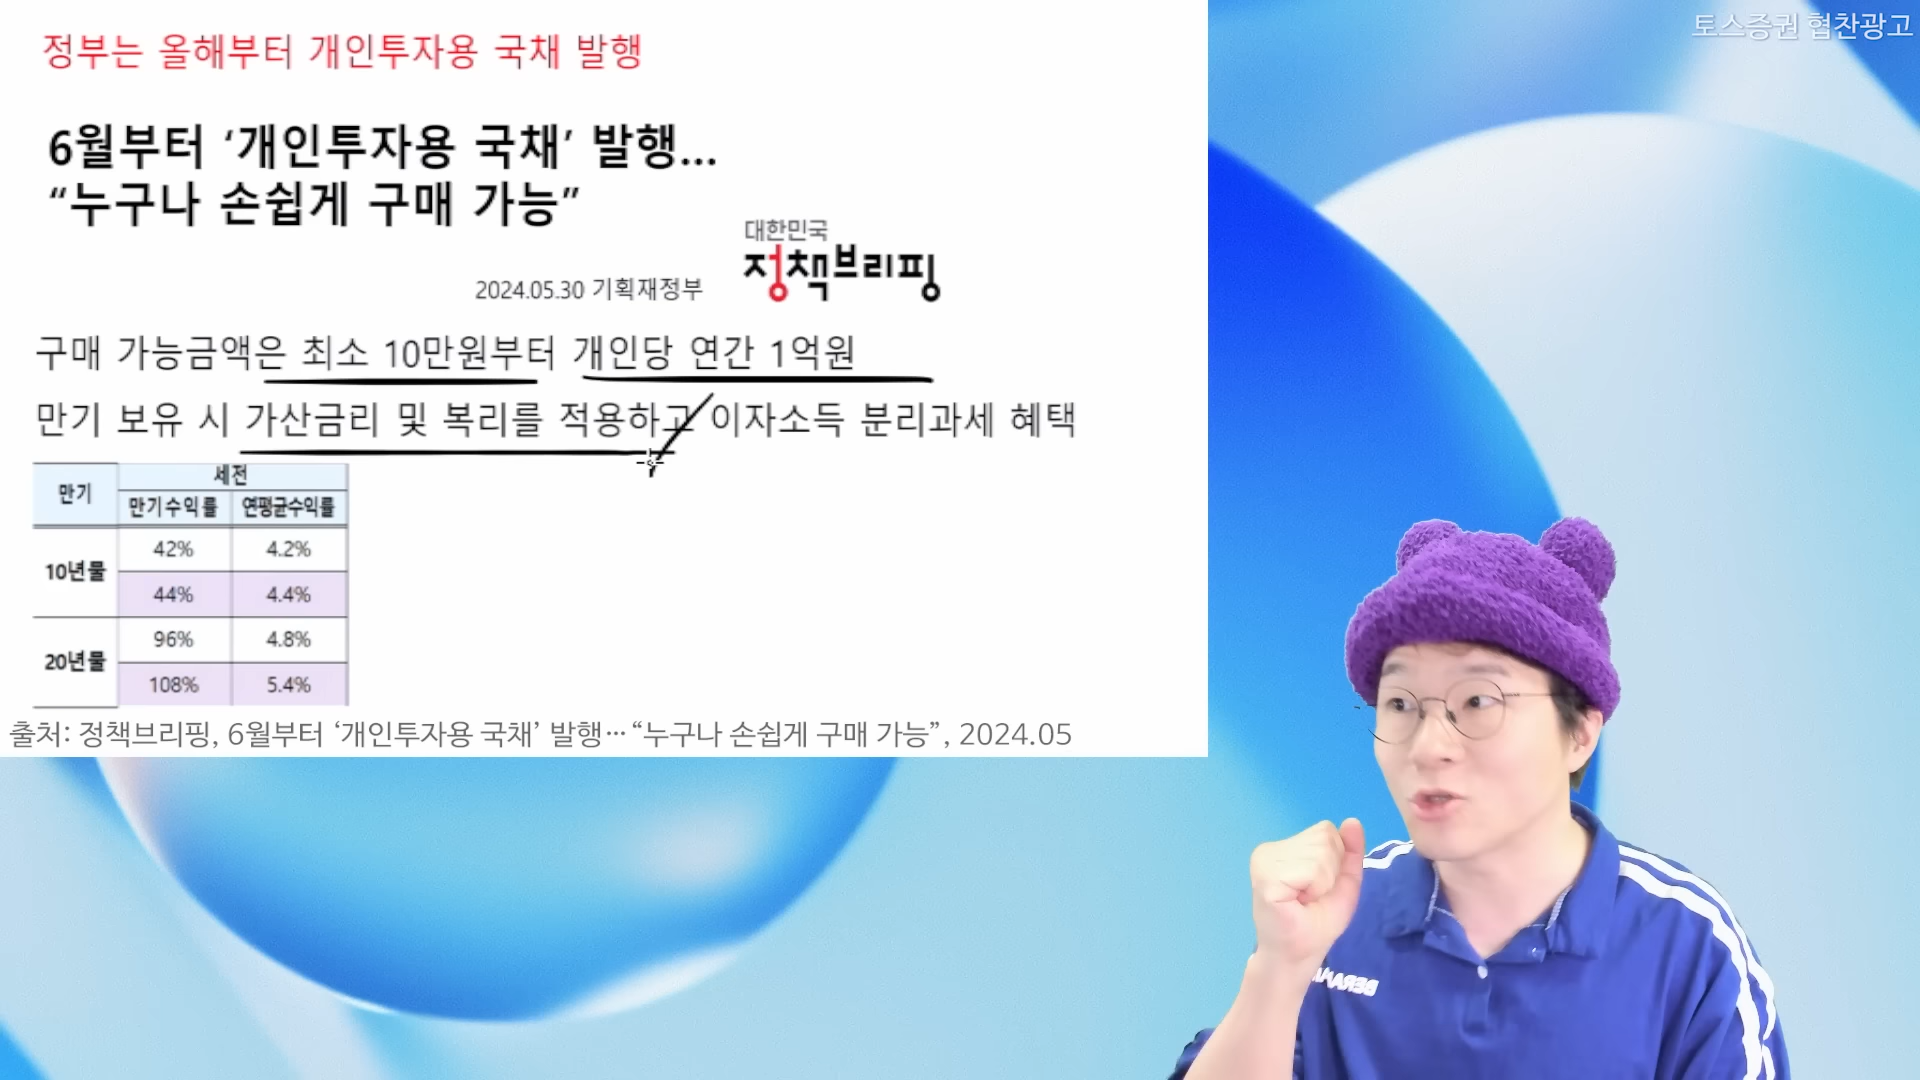 토스증권 협찬광고
정부는 올해부터 개인투자용 국채 발행
6월부터 ‘개인투자용 국채’ 발행...
“누구나 손쉽게 구매 가능”
2024.05.30 기획재정부
대한민국
정책브리핑
구매 가능금액은 최소 10만원부터 개인당 연간 1억원
만기 보유 시 가산금리 및 복리를 적용하고 이자소득 분리과세 혜택
만기 세전
만기수익률 연평균수익률
10년물 42% 4.2%
44% 4.4%
20년물 96% 4.8%
108% 5.4%
출처: 정책브리핑, 6월부터 ‘개인투자용 국채’ 발행…“누구나 손쉽게 구매 가능”, 2024.05